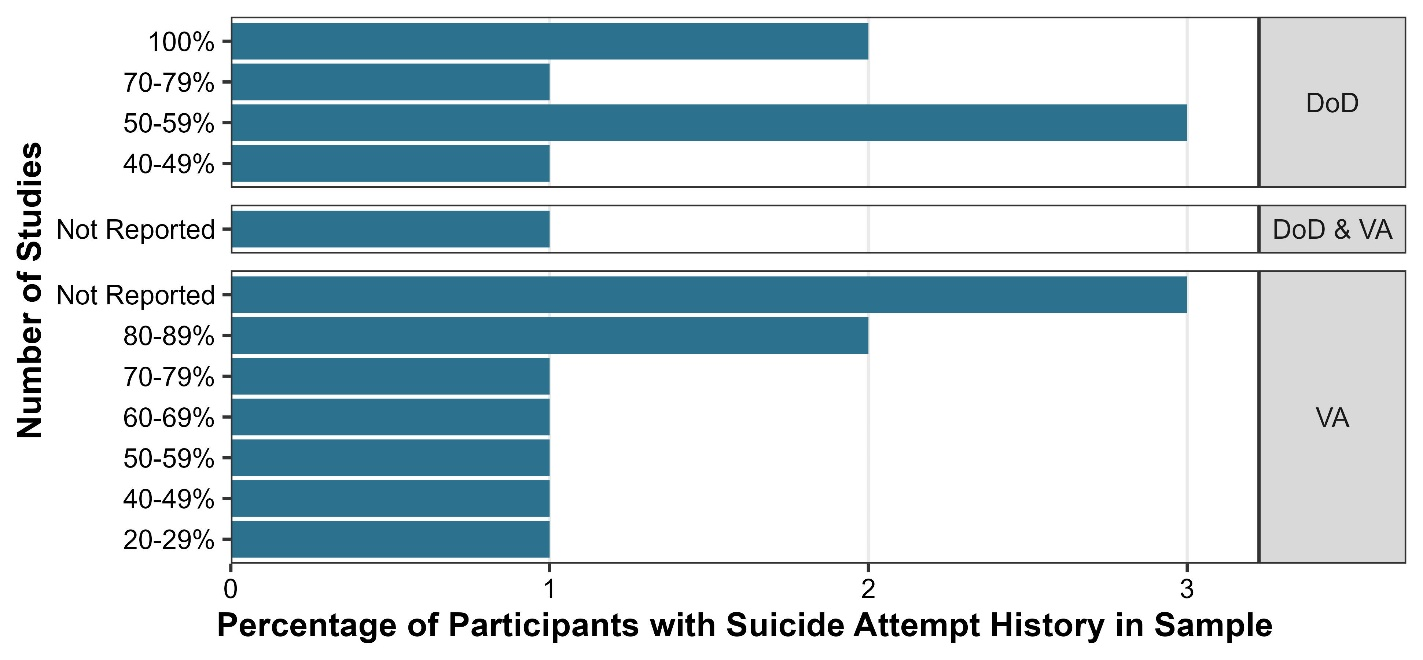 Number of Studies
100%
70-79%
50-59%
40-49%
DoD
Not Reported
DoD & VA
Not Reported
80-89%
70-79%
60-69%
50-59%
40-49%
20-29%
VA
0 1 2 3
Percentage of Participants with Suicide Attempt History in Sample